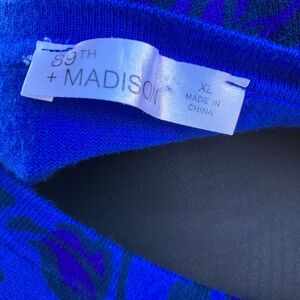 89TH
+ MADISON
XL
MADE IN
CHINA